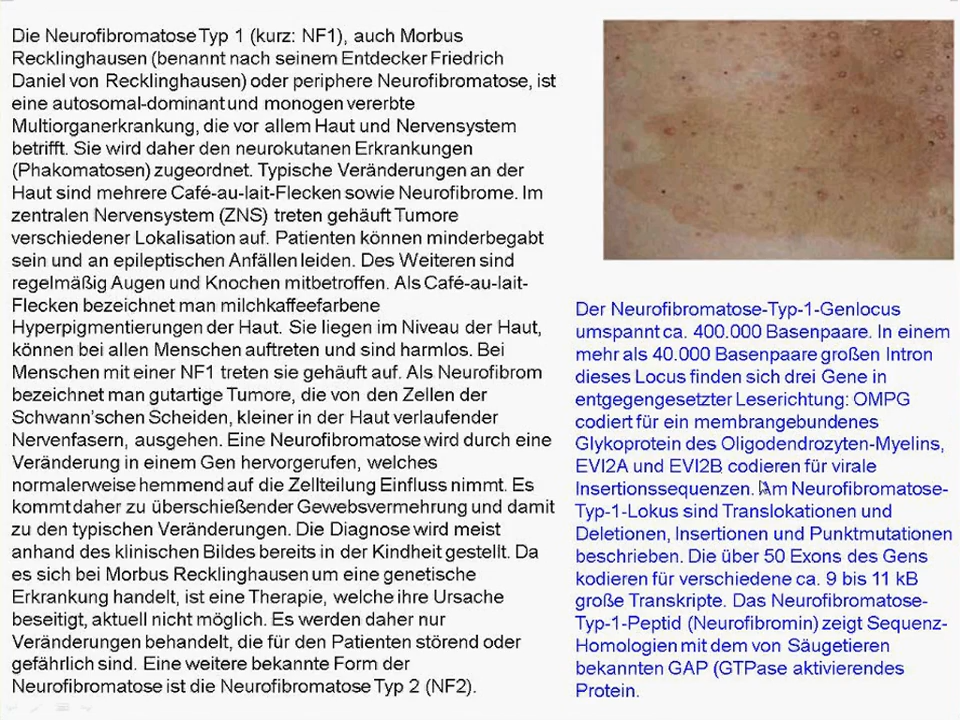 Die Neurofibromatose Typ 1 (kurz: NF1), auch Morbus
Recklinghausen (benannt nach seinem Entdecker Friedrich
Daniel von Recklinghausen) oder periphere Neurofibromatose, ist
eine autosomal-dominant und monogen vererbte
Multiorganerkrankung, die vor allem Haut und Nervensystem
betrifft. Sie wird daher den neurokutanen Erkrankungen
(Phakomatosen) zugeordnet. Typische Veränderungen an der
Haut sind mehrere Café-au-lait-Flecken sowie Neurofibrome. Im
zentralen Nervensystem (ZNS) treten gehäuft Tumore
verschiedener Lokalisation auf. Patienten können minderbegabt
sein und an epileptischen Anfällen leiden. Des Weiteren sind
regelmäßig Augen und Knochen mitbetroffen. Als Café-au-lait-
Flecken bezeichnet man milchkaffeefarbene
Hyperpigmentierungen der Haut. Sie liegen im Niveau der Haut,
können bei allen Menschen auftreten und sind harmlos. Bei
Menschen mit einer NF1 treten sie gehäuft auf. Als Neurofibrom
bezeichnet man gutartige Tumore, die von den Zellen der
Schwann'schen Scheiden, kleiner in der Haut verlaufender
Nervenfasern, ausgehen. Eine Neurofibromatose wird durch eine
Veränderung in einem Gen hervorgerufen, welches
normalerweise hemmend auf die Zellteilung Einfluss nimmt. Es
kommt daher zu überschießender Gewebsvermehrung und damit
zu den typischen Veränderungen. Die Diagnose wird meist
anhand des klinischen Bildes bereits in der Kindheit gestellt. Da
es sich bei Morbus Recklinghausen um eine genetische
Erkrankung handelt, ist eine Therapie, welche ihre Ursache
beseitigt, aktuell nicht möglich. Es werden daher nur
Veränderungen behandelt, die für den Patienten störend oder
gefährlich sind. Eine weitere bekannte Form der
Neurofibromatose ist die Neurofibromatose Typ 2 (NF2).
Der Neurofibromatose-Typ-1-Genlocus
umspannt ca. 400.000 Basenpaare. In einem
mehr als 40.000 Basenpaare großen Intron
dieses Locus finden sich drei Gene in
entgegengesetzter Leserichtung: OMPG
codiert für ein membrangebundenes
Glykoprotein des Oligodendrozyten-Myelins,
EVI2A und EVI2B codieren für virale
Insertionssequenzen. Am Neurofibromatose-
Typ-1-Lokus sind Translokationen und
Deletionen, Insertionen und Punktmutationen
beschrieben. Die über 50 Exons des Gens
kodieren für verschiedene ca. 9 bis 11 kB
große Transkripte. Das Neurofibromatose-
Typ-1-Peptid (Neurofibromin) zeigt Sequenz-
Homologien mit dem von Säugetieren
bekannten GAP (GTPase aktivierendes
Protein.